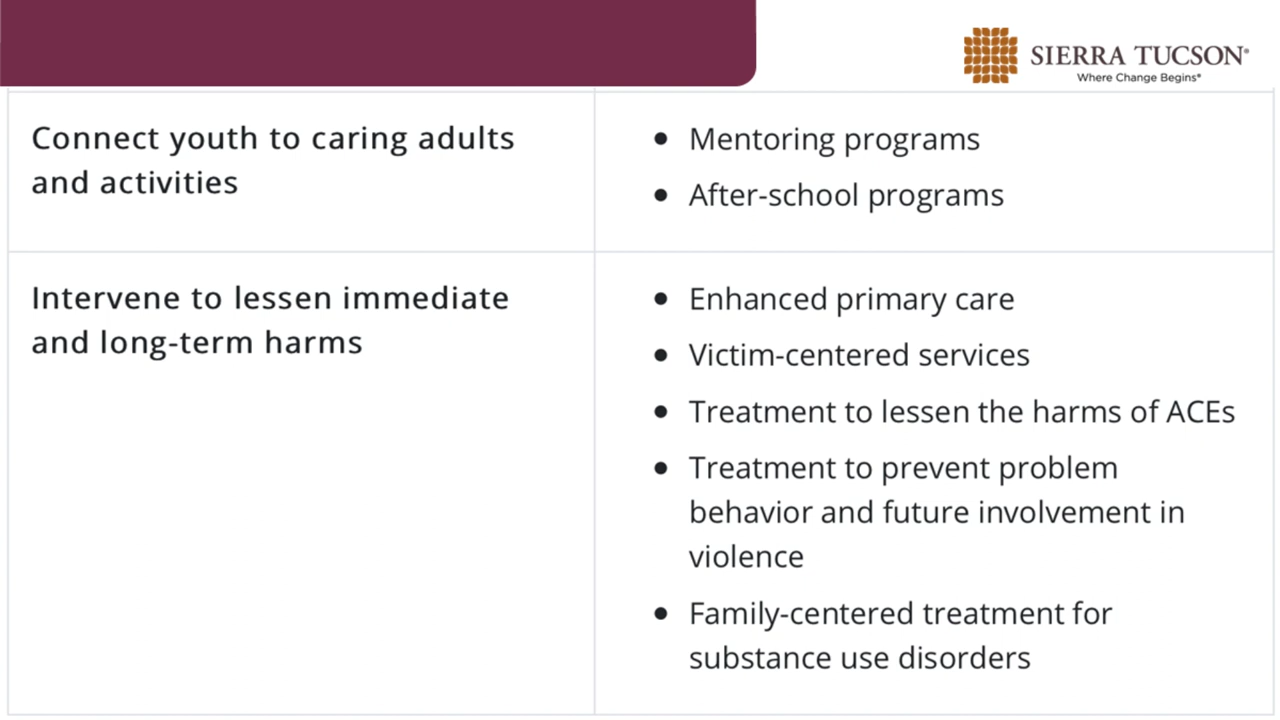 SIERRA TUCSON®
Where Change Begins®
Connect youth to caring adults
and activities
• Mentoring programs
• After-school programs
Intervene to lessen immediate
and long-term harms
• Enhanced primary care
• Victim-centered services
• Treatment to lessen the harms of ACEs
• Treatment to prevent problem
behavior and future involvement in
violence
• Family-centered treatment for
substance use disorders